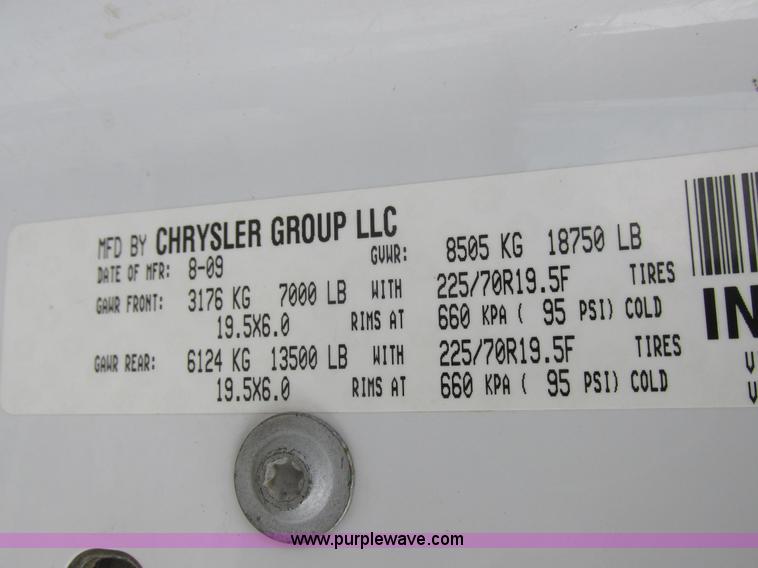 MFD BY CHRYSLER GROUP LLC GVWR: 8505 KG 18750 LB
DATE OF MFR: 8-09
GAWR FRONT: 3176 KG 7000 LB WITH 225/70R19.5F TIRES
19.5X6.0 RIMS AT 660 KPA ( 95 PSI) COLD
GAWR REAR: 6124 KG 13500 LB WITH 225/70R19.5F TIRES
19.5X6.0 RIMS AT 660 KPA ( 95 PSI) COLD
IN
V
V
www.purplewave.com